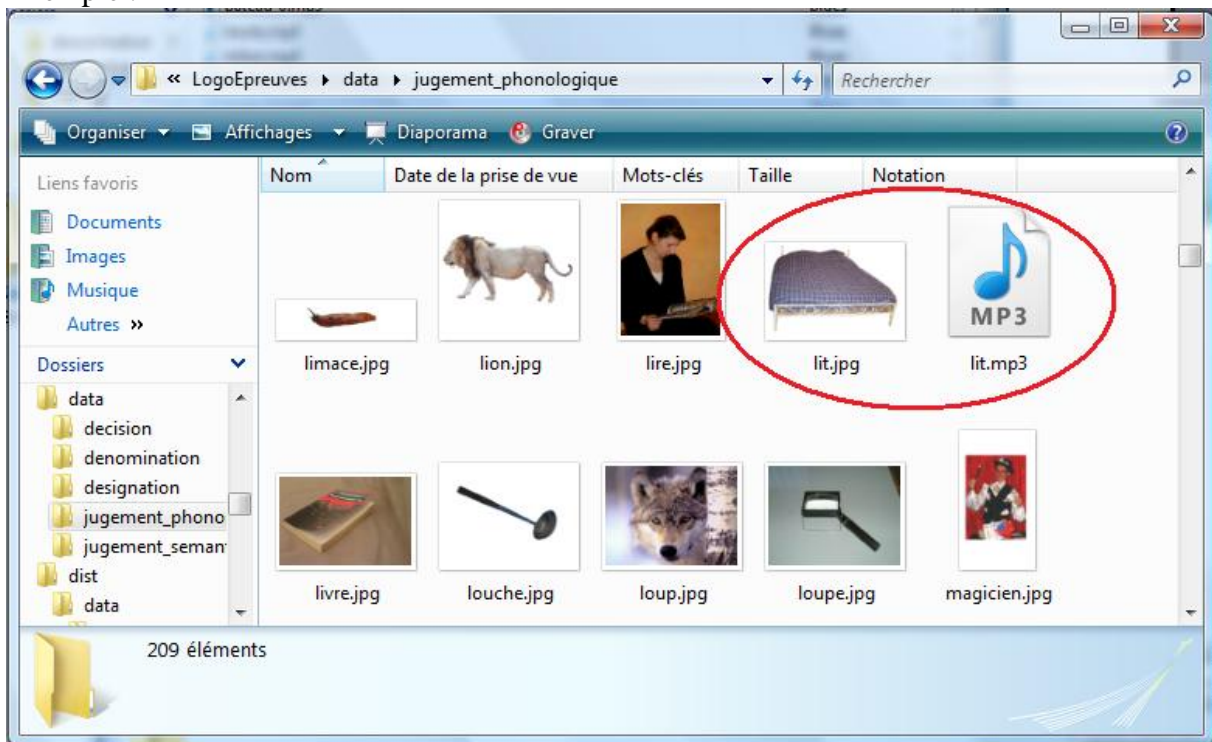 « LogoEpreuves data jugement_phonologique Rechercher
Organiser Affichages Diaporama Graver
Liens favoris
Documents
Images
Musique
Autres »
Dossiers
data
decision
denomination
designation
jugement_phono
jugement_seman
dist
data
Nom Date de la prise de vue Mots-clés Taille Notation
MP3
limace.jpg lion.jpg lire.jpg lit.jpg lit.mp3
livre.jpg louche.jpg loup.jpg loupe.jpg magicien.jpg
209 éléments